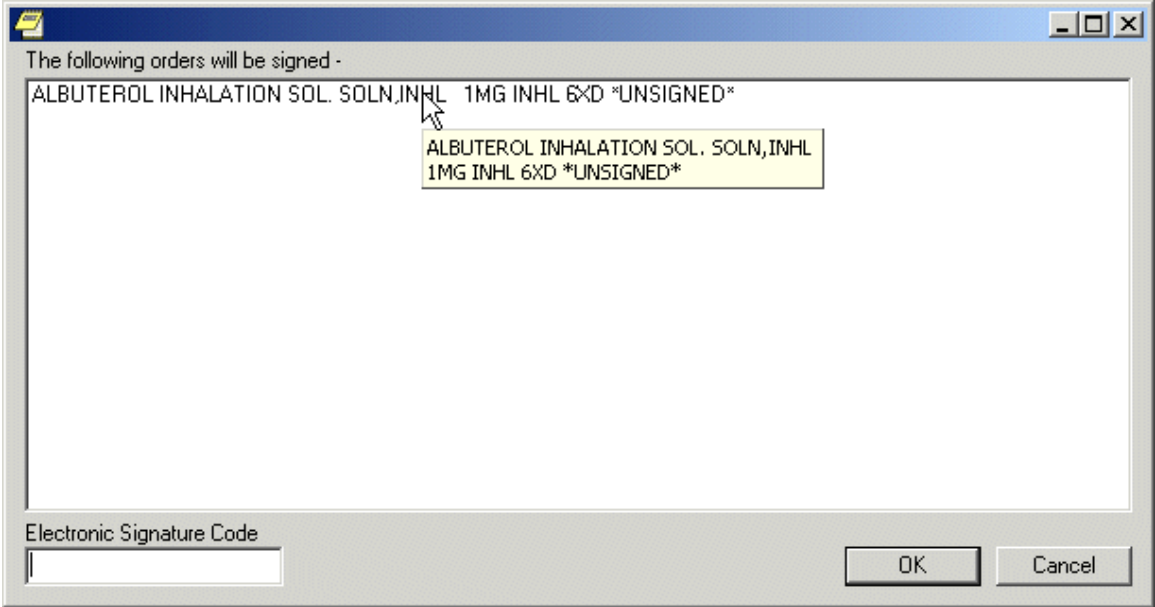 The following orders will be signed -
ALBUTEROL INHALATION SOL. SOLN,INHL 1MG INHL 6XD *UNSIGNED*
ALBUTEROL INHALATION SOL. SOLN,INHL
1MG INHL 6XD *UNSIGNED*
Electronic Signature Code
OK Cancel